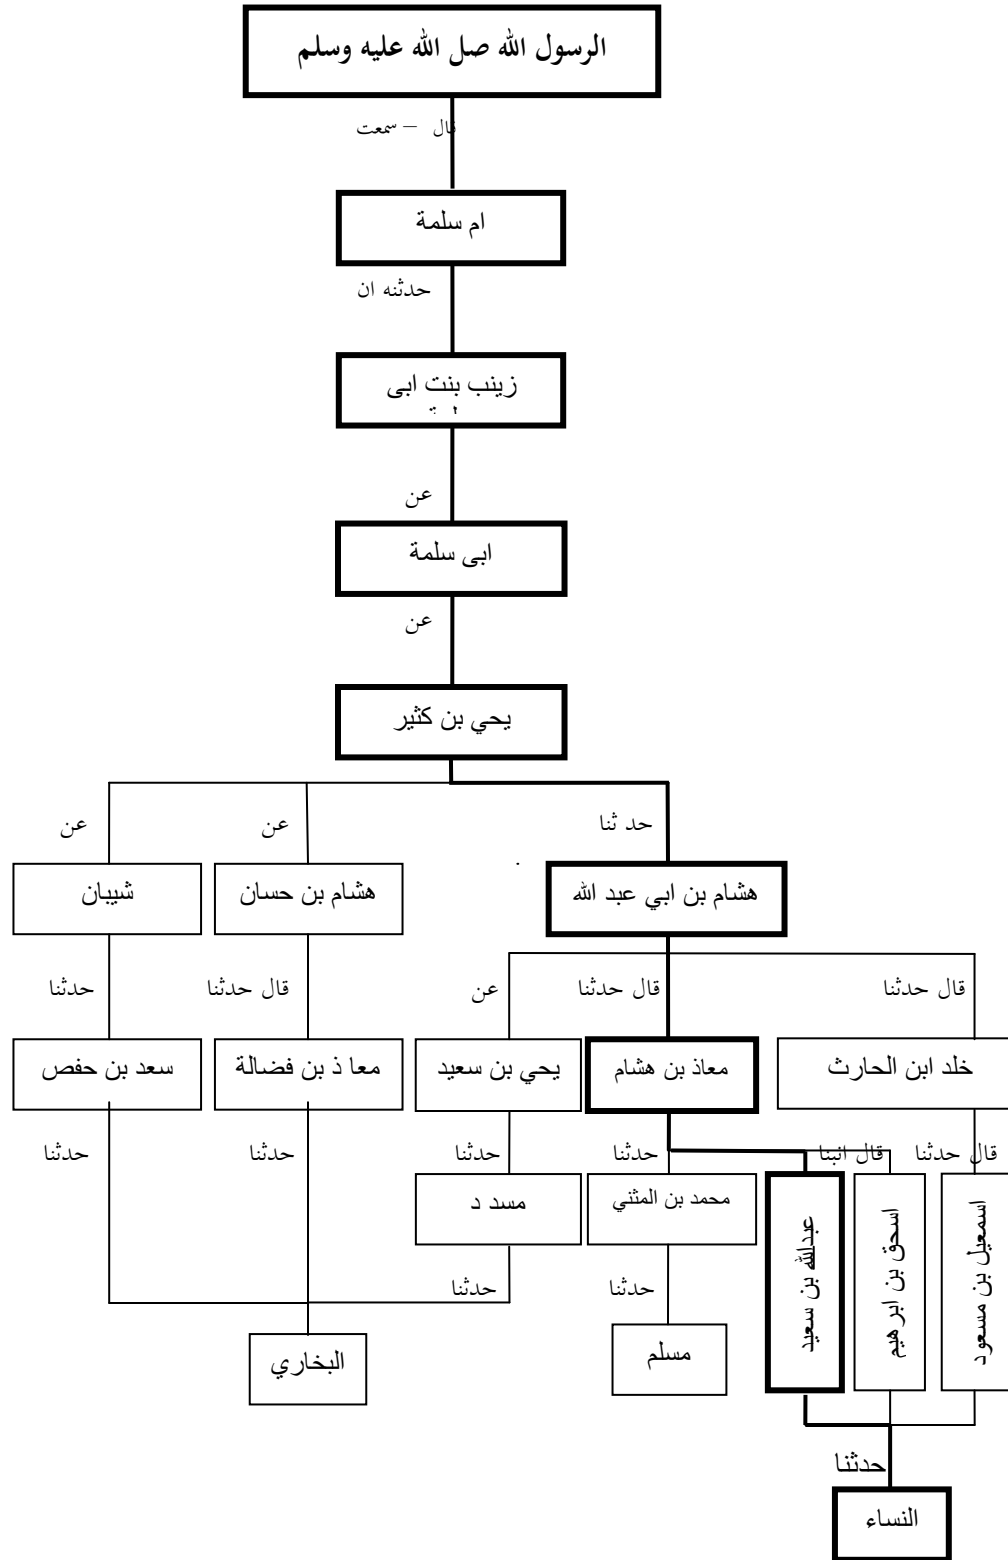 الرسول الله صل الله عليه وسلم
قال – سمعت
ام سلمة
حدثنه ان
زينب بنت ابى
عن
ابى سلمة
عن
يحي بن كثير
حد ثنا
عن
عن
هشام بن ابي عبد الله
.
هشام بن حسان
شيبان
قال حدثنا
قال حدثنا
عن
قال حدثنا
حدثنا
خلد ابن الحارث
معاذ بن هشام
يحي بن سعيد
معا ذ بن فضالة
سعد بن حفص
قال حدثنا
قال انبنا
حدثنا
حدثنا
حدثنا
حدثنا
اسمعيل بن مسعود
اسحق بن ابرهيم
عبدالله بن سعيد
محمد بن المثني
مسد د
حدثنا
حدثنا
مسلم
البخاري
حدثنا
النساء